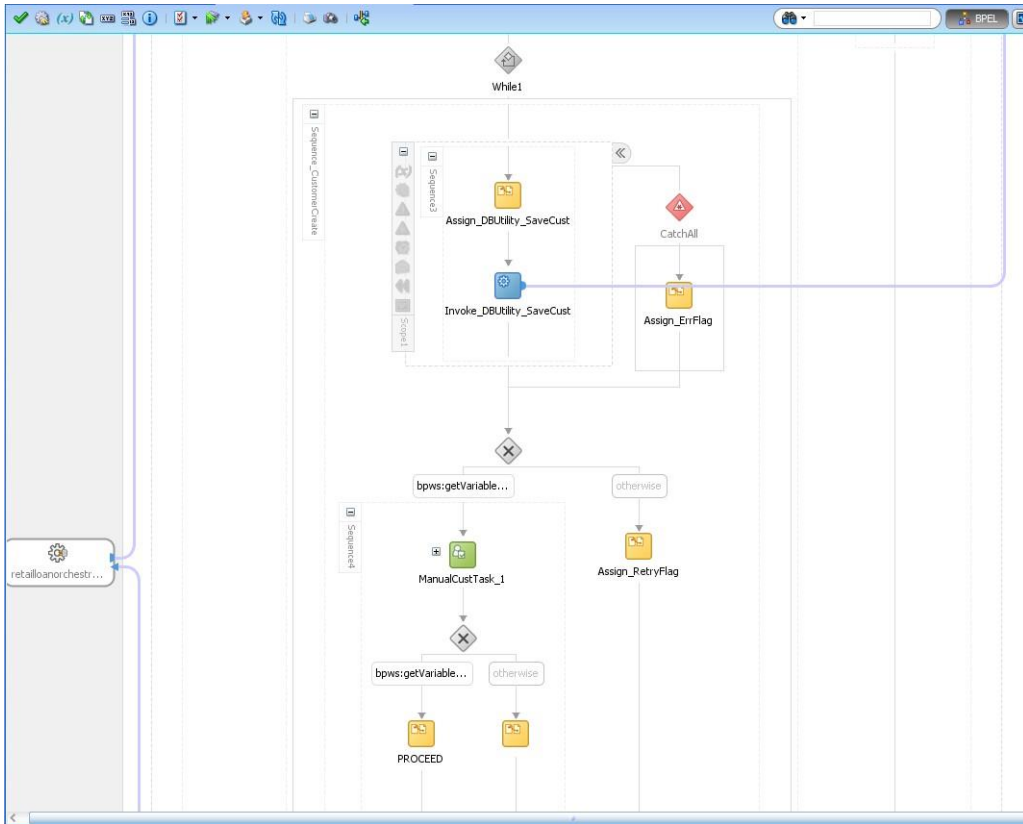 (x)
BPEL
While1
Sequence_CustomerCreate
Sequence3
Assign_DBUtility_SaveCust
CatchAll
Invoke_DBUtility_SaveCust
Assign_ErrFlag
Scope1
bpws:getVariable...
otherwise
Sequence4
retailloanorchestr...
ManualCustTask_1
Assign_RetryFlag
bpws:getVariable...
otherwise
PROCEED